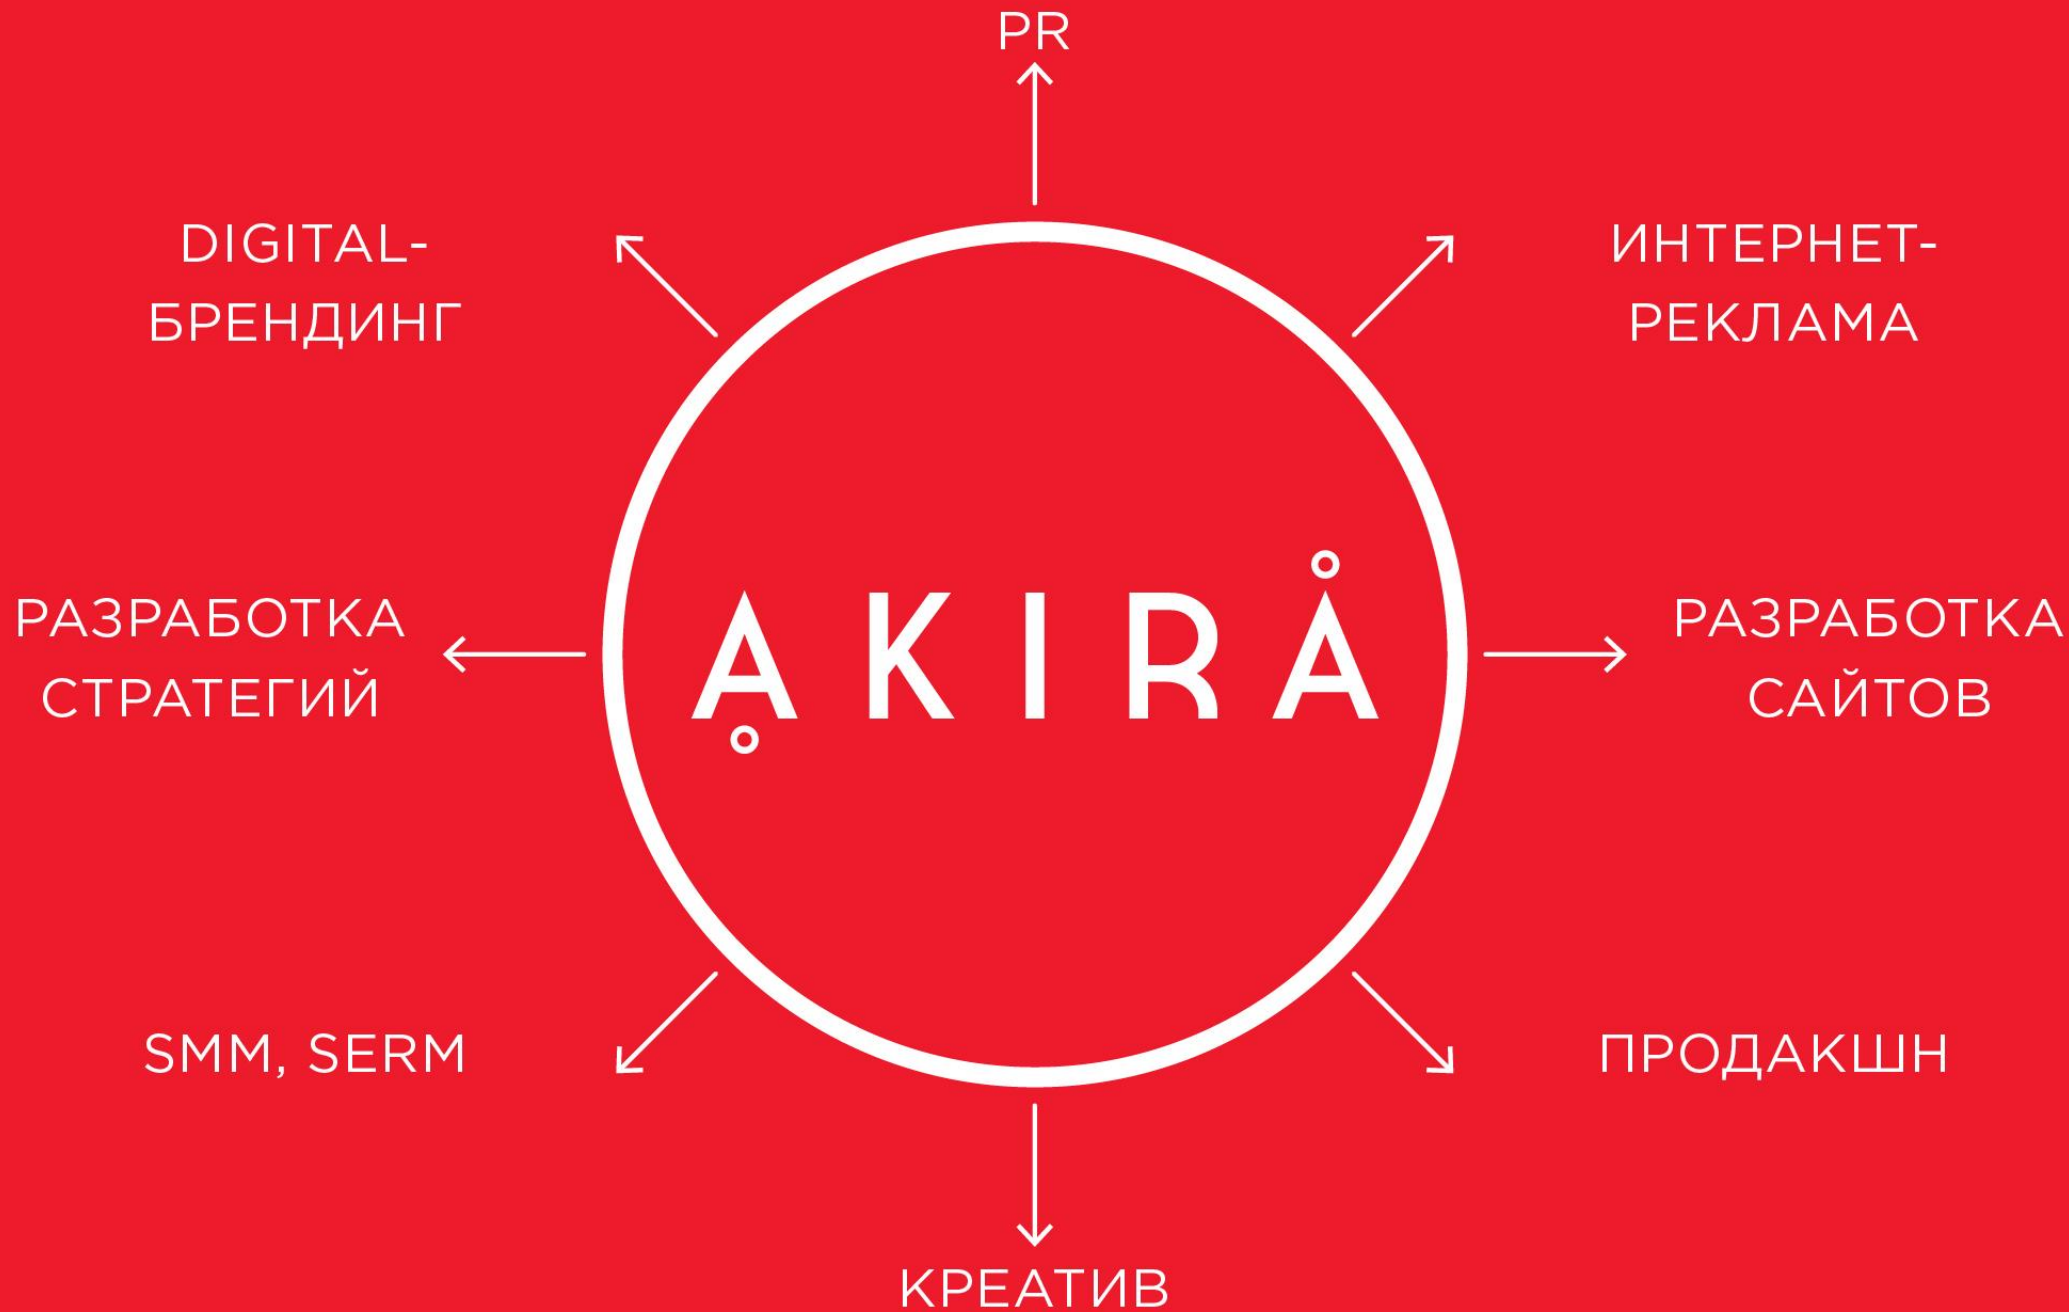 PR
DIGITAL-
БРЕНДИНГ
ИНТЕРНЕТ-
РЕКЛАМА
РАЗРАБОТКА
СТРАТЕГИЙ
AKIRA
РАЗРАБОТКА
САЙТОВ
SMM, SERM
ПРОДАКШН
КРЕАТИВ